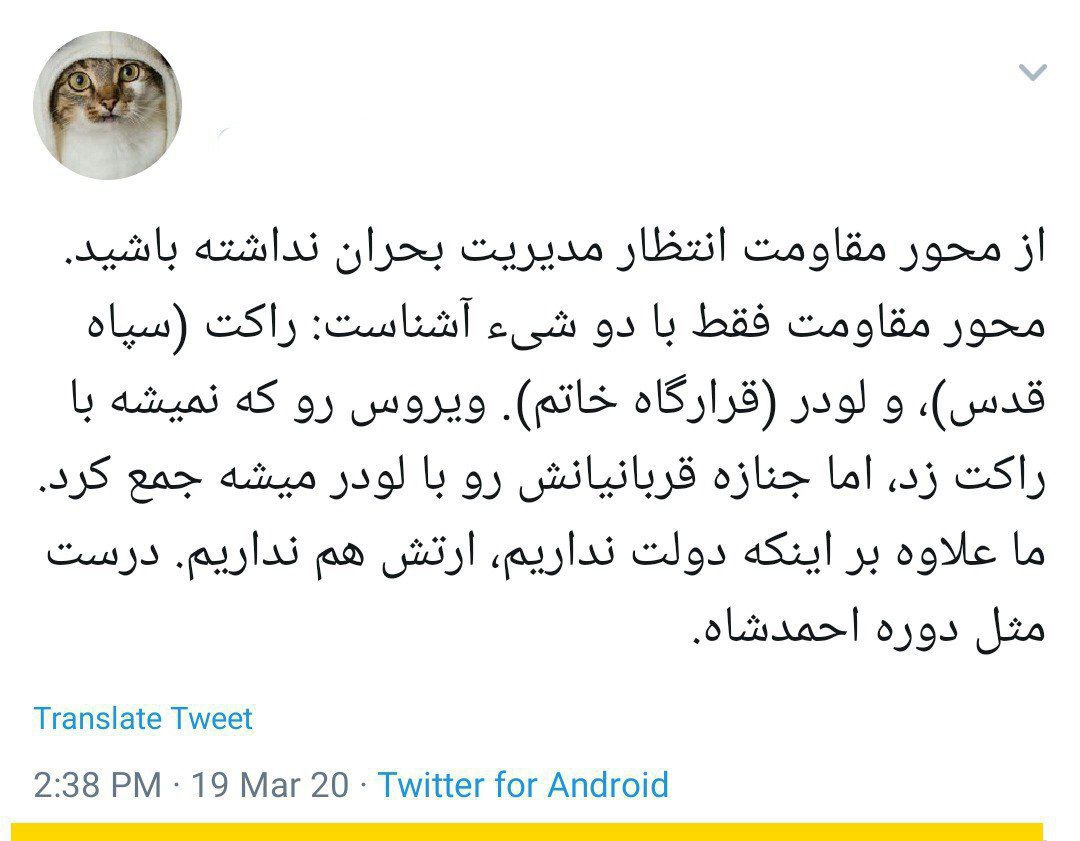 از محور مقاومت انتظار مدیریت بحران نداشته باشید.
محور مقاومت فقط با دو شیء آشناست: راکت (سپاه
قدس)، و لودر (قرارگاه خاتم). ویروس رو که نمیشه با
راکت زد، اما جنازه قربانیانش رو با لودر میشه جمع کرد.
ما علاوه بر اینکه دولت نداریم، ارتش هم نداریم. درست
مثل دوره احمدشاه.
Translate Tweet
2:38 PM · 19 Mar 20 · Twitter for Android